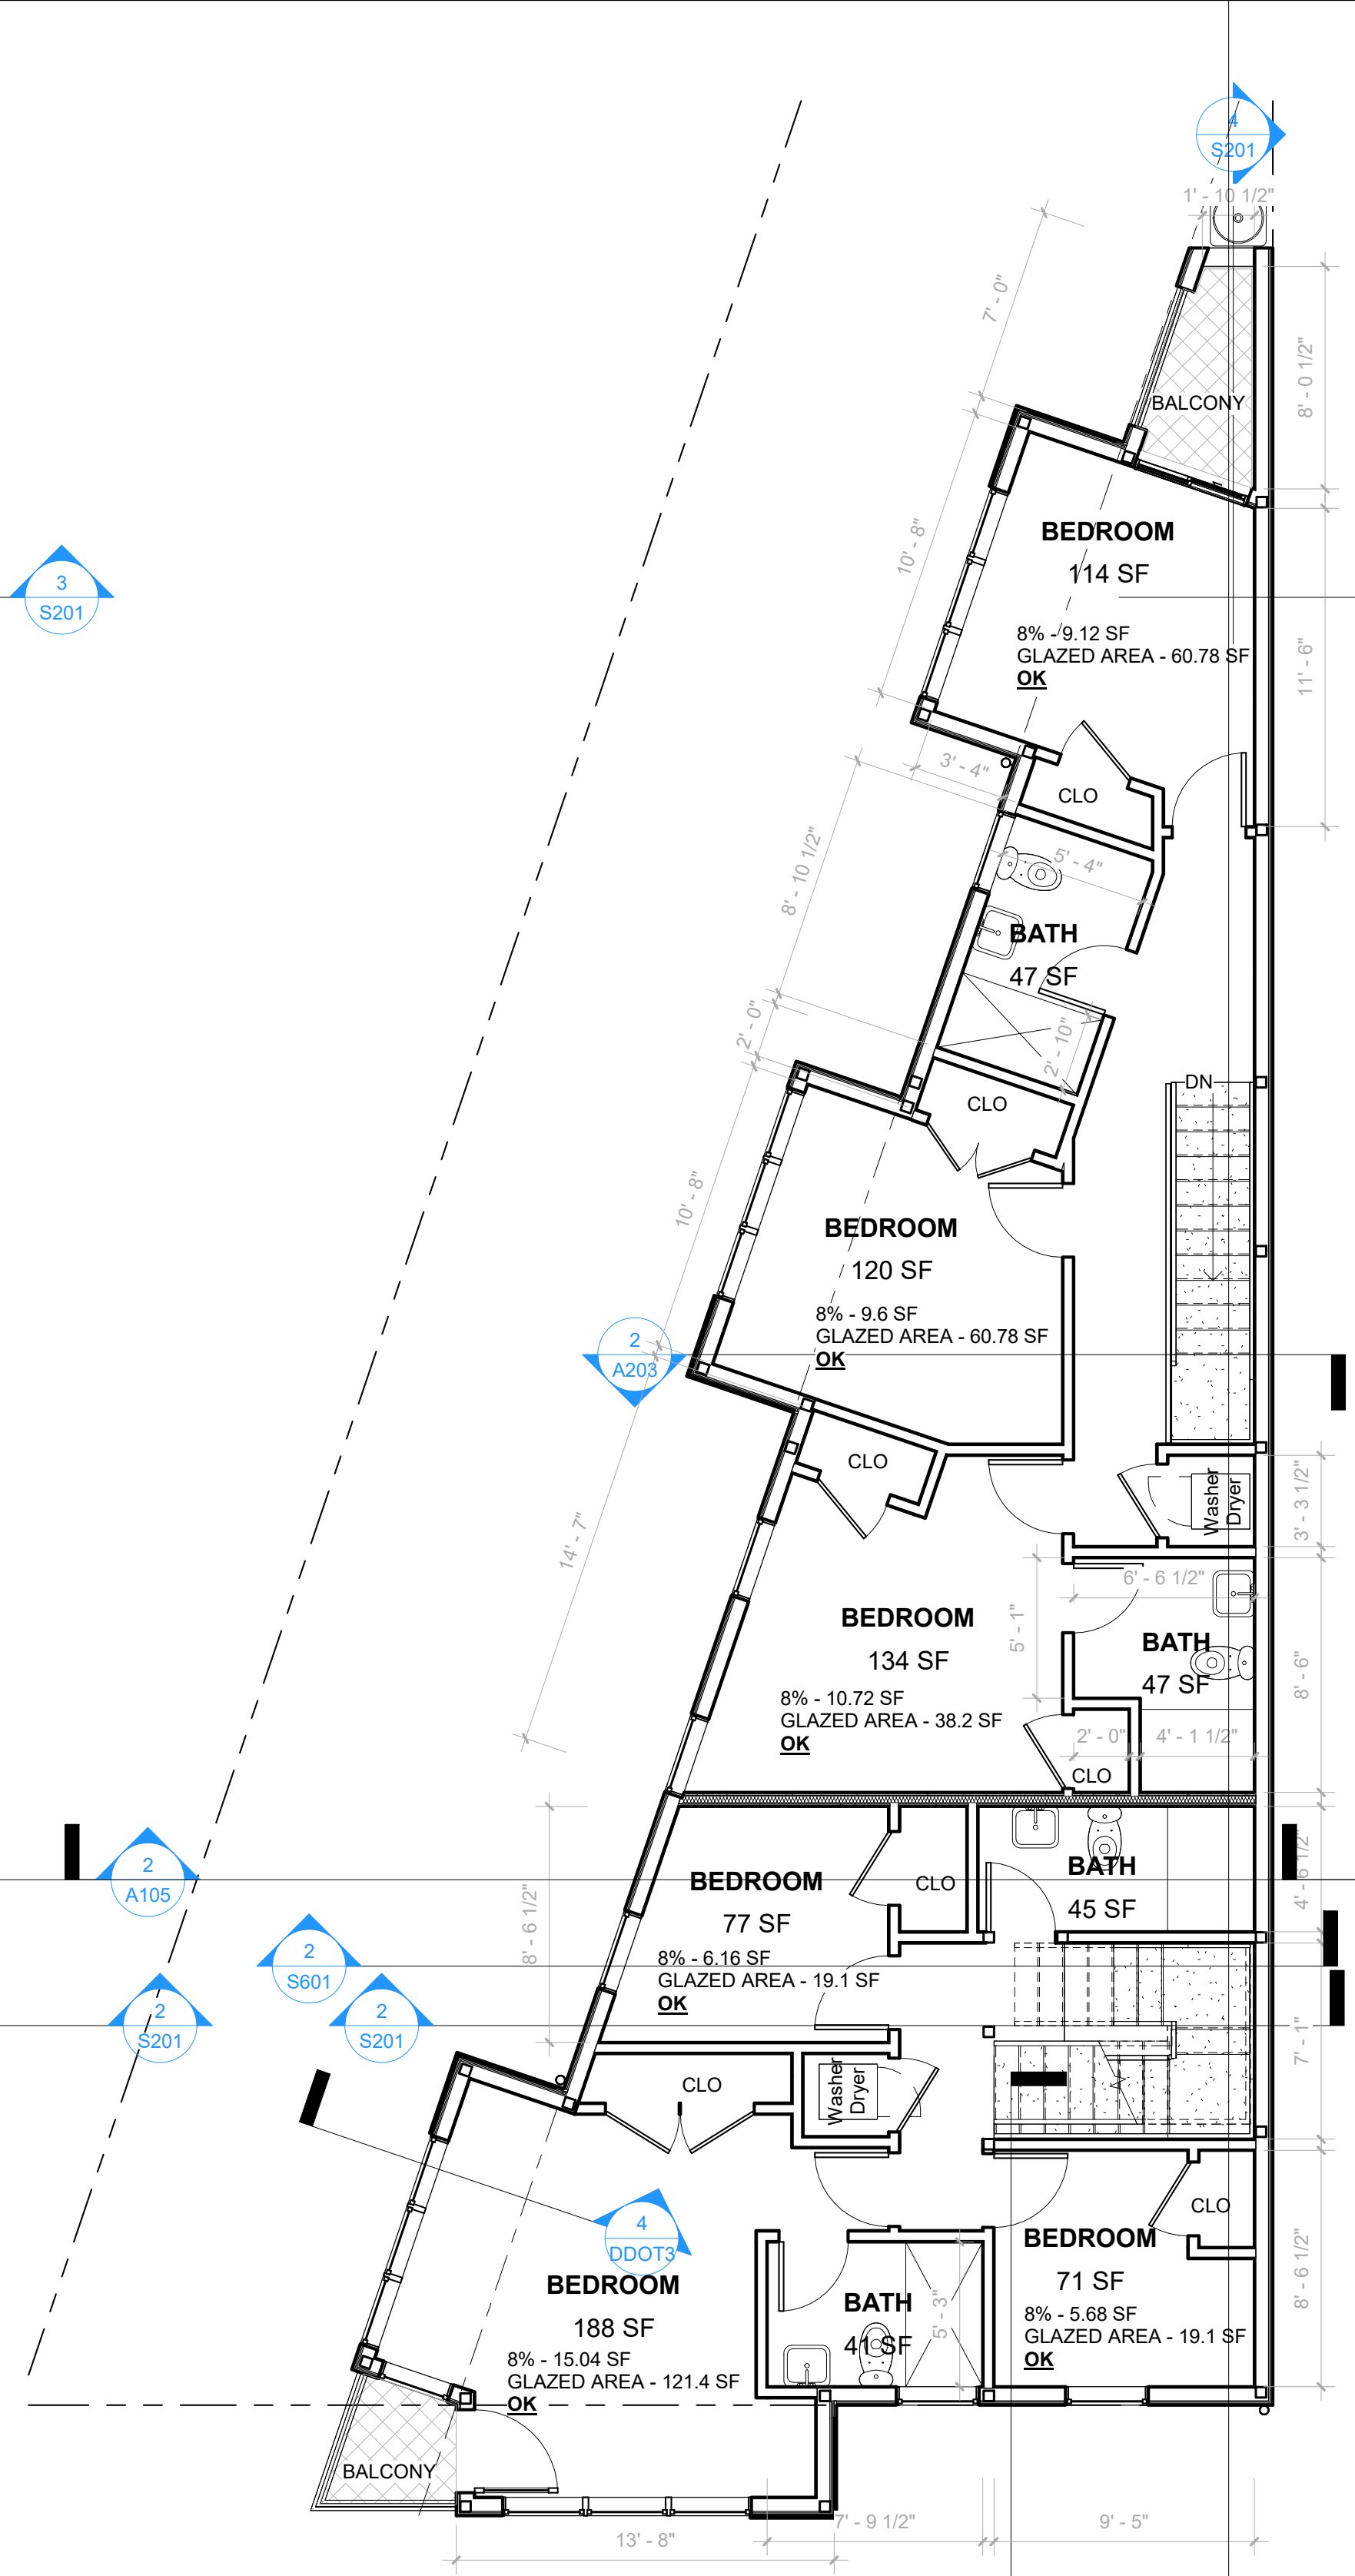 4
S201
1' - 10 1/2"
7' - 0"
8' - 0 1/2"
BALCONY
BEDROOM
114 SF
10' - 8"
3
S201
8% - 9.12 SF
GLAZED AREA - 60.78 SF
OK
11' - 6"
3' - 4"
CLO
8' - 10 1/2"
5' - 4"
BATH
47 SF
2' - 0"
2' - 10"
DN
CLO
10' - 8"
BEDROOM
120 SF
8% - 9.6 SF
GLAZED AREA - 60.78 SF
OK
2
A203
CLO
Washer
Dryer
3' - 3 1/2"
14' - 7"
6' - 6 1/2"
5' - 1"
BEDROOM
134 SF
BATH
47 SF
8' - 6"
8% - 10.72 SF
GLAZED AREA - 38.2 SF
OK
2' - 0"
4' - 1 1/2"
CLO
2
A105
BEDROOM
77 SF
CLO
BATH
45 SF
4' - 6 1/2"
8' - 6 1/2"
8% - 6.16 SF
GLAZED AREA - 19.1 SF
OK
2
S601
2
S201
2
S201
7' - 1"
CLO
Washer
Dryer
CLO
4
DDOT3
BEDROOM
188 SF
8% - 15.04 SF
GLAZED AREA - 121.4 SF
OK
BATH
41 SF
5' - 3"
BEDROOM
71 SF
8% - 5.68 SF
GLAZED AREA - 19.1 SF
OK
8' - 6 1/2"
BALCONY
13' - 8"
7' - 9 1/2"
9' - 5"